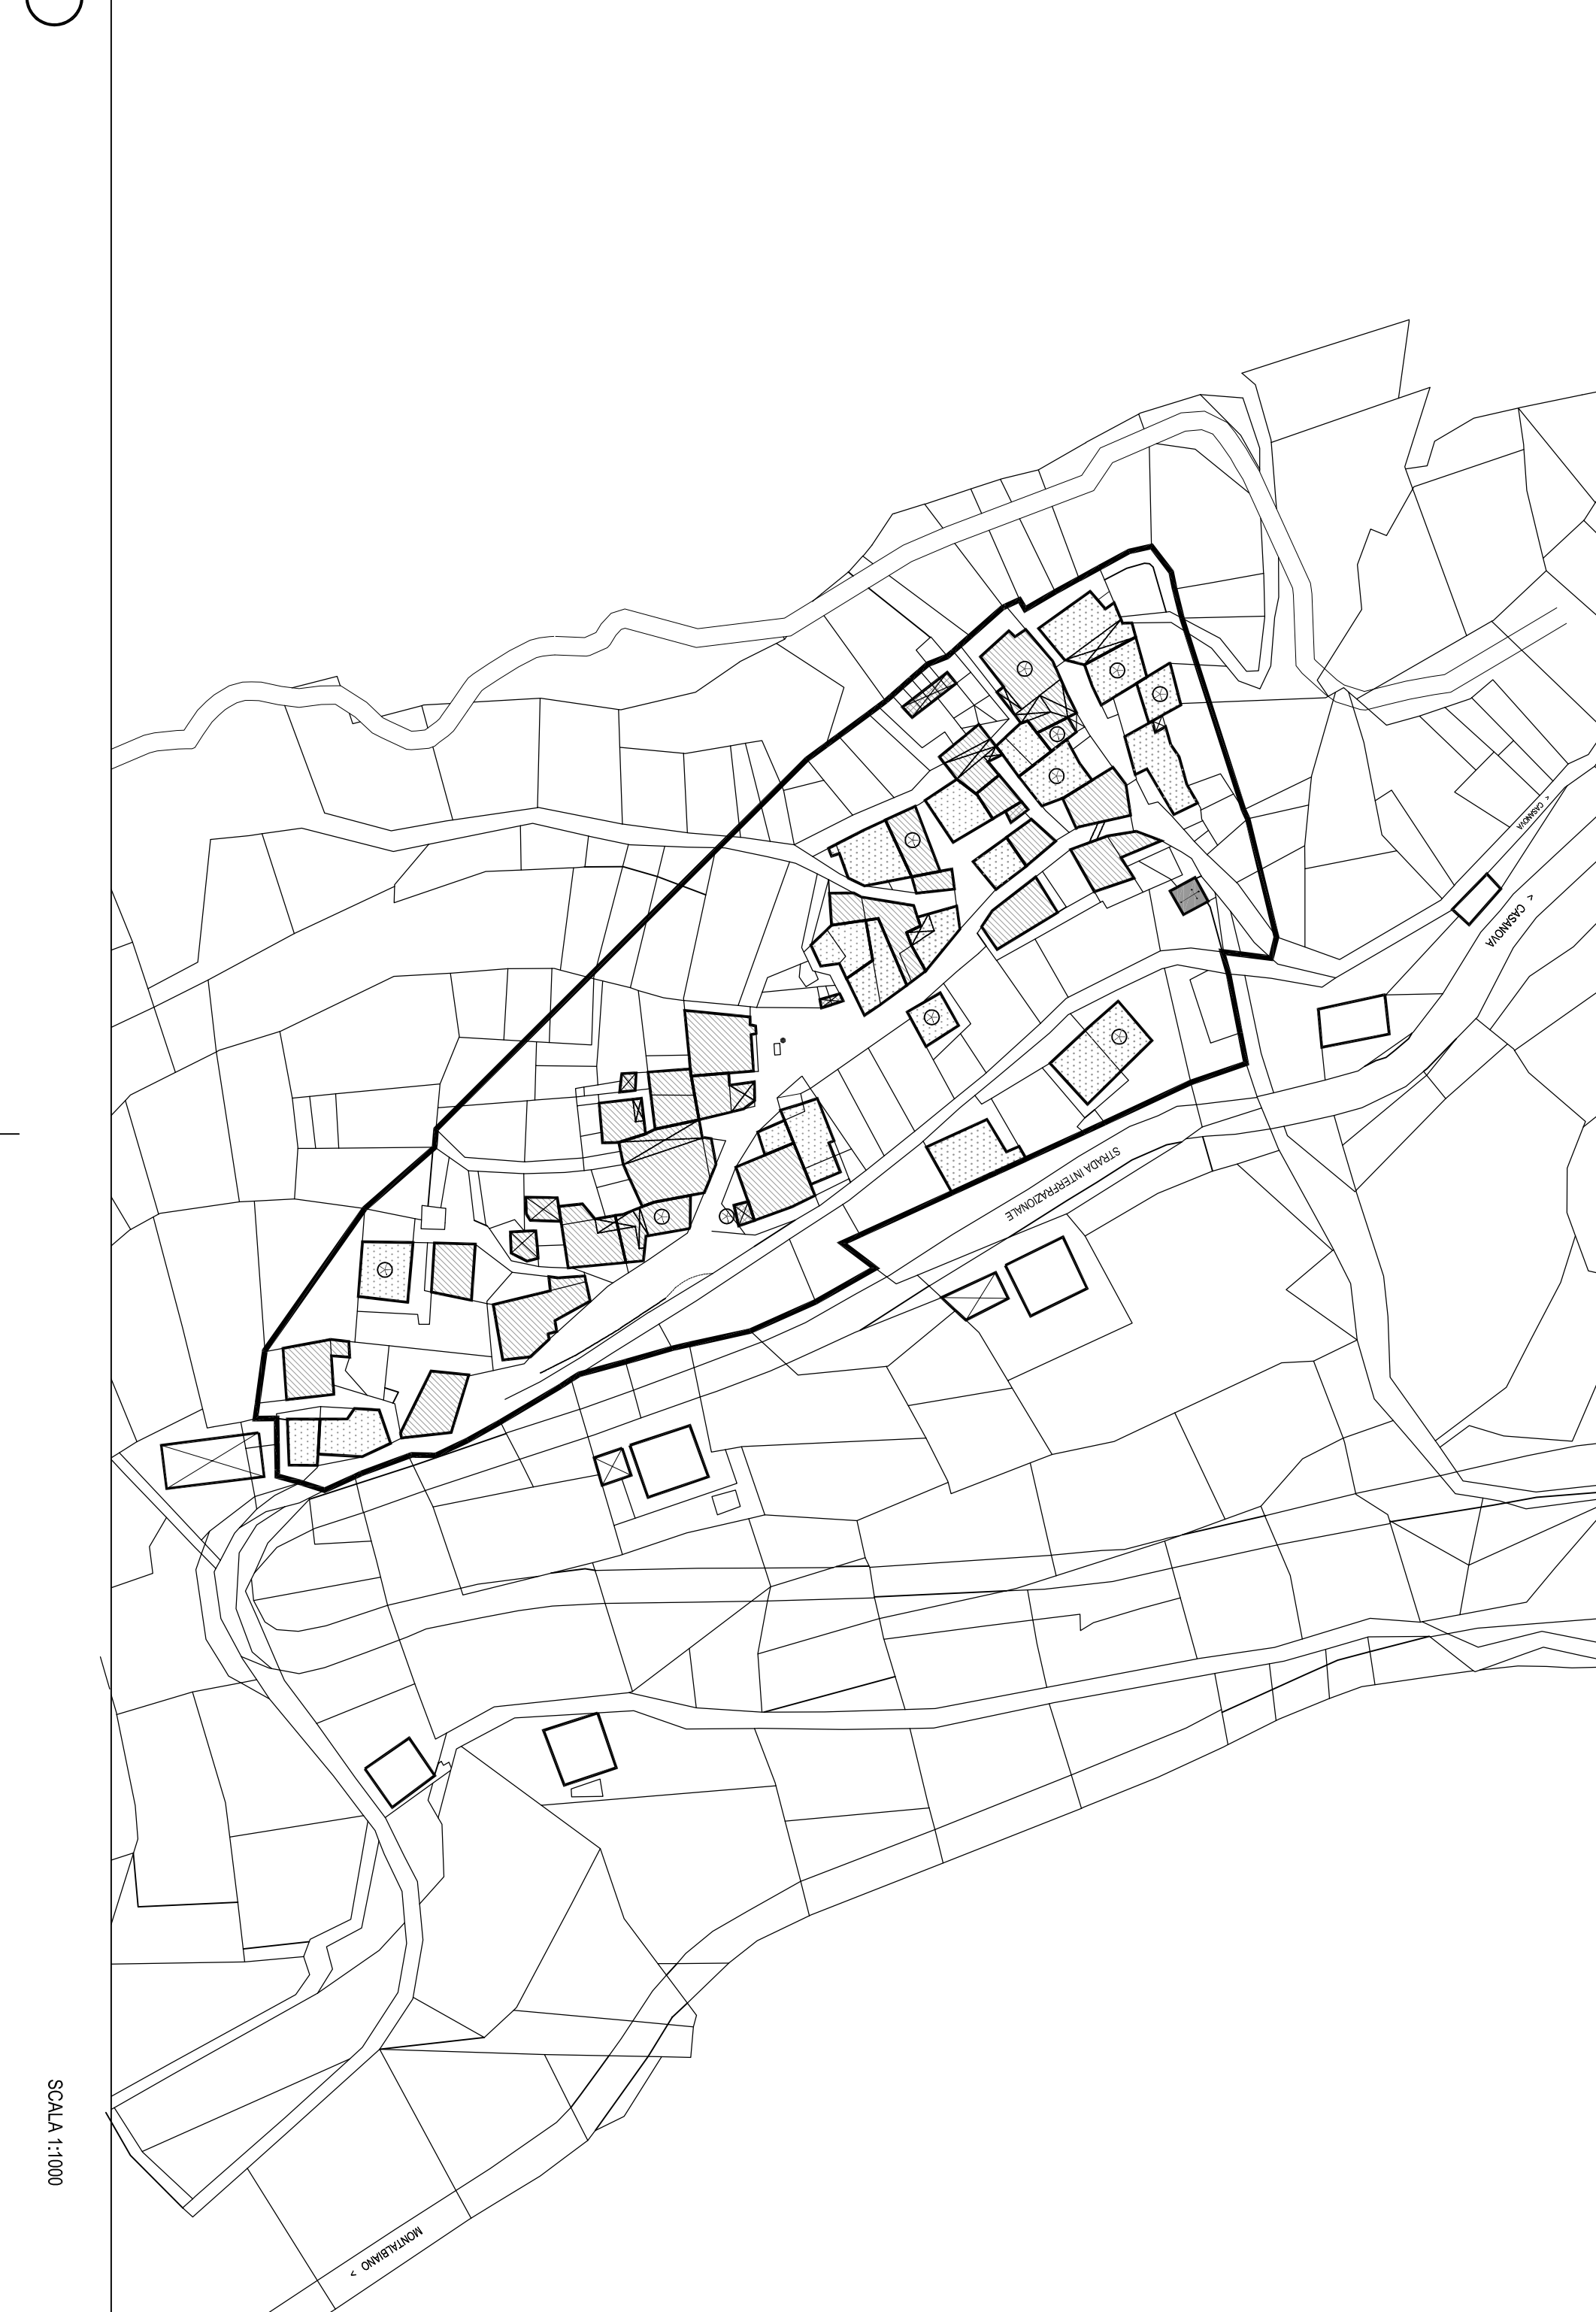 < CASANOVA
< CASANOVA
STRADA INTERFRAZIONALE
SCALA 1:1000
MONTALBIANO >